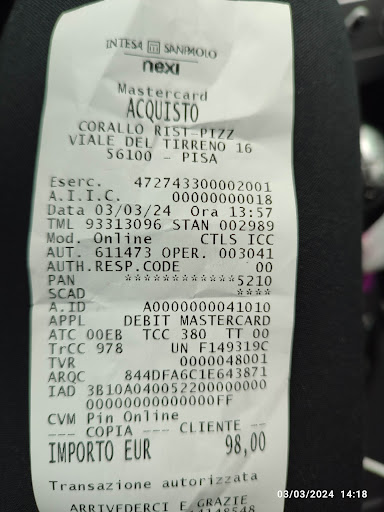 INTESA SANPAOLO
nexi
Mastercard
ACQUISTO
CORALLO RIST-PIZZ
VIALE DEL TIRRENO 16
56100 - PISA
Eserc. 472743300002001
A.I.I.C. 00000000018
Data 03/03/24 Ora 13:57
TML 93313096 STAN 002989
Mod. Online CTLS ICC
AUT. 611473 OPER. 003041
AUTH.RESP.CODE 00
PAN ************5210
SCAD ****
A.ID A0000000041010
APPL DEBIT MASTERCARD
ATC 00EB TCC 380 TT 00
TrCC 978 UN F149319C
TVR 0000048001
ARQC 844DFA6C1E643871
IAD 3B10A040052200000000
00000000000000FF
CVM Pin Online
--- COPIA --- CLIENTE --
IMPORTO EUR 98,00
Transazione autorizzata
ARRIVEDERCI E GRAZIE
03/03/2024 14:18